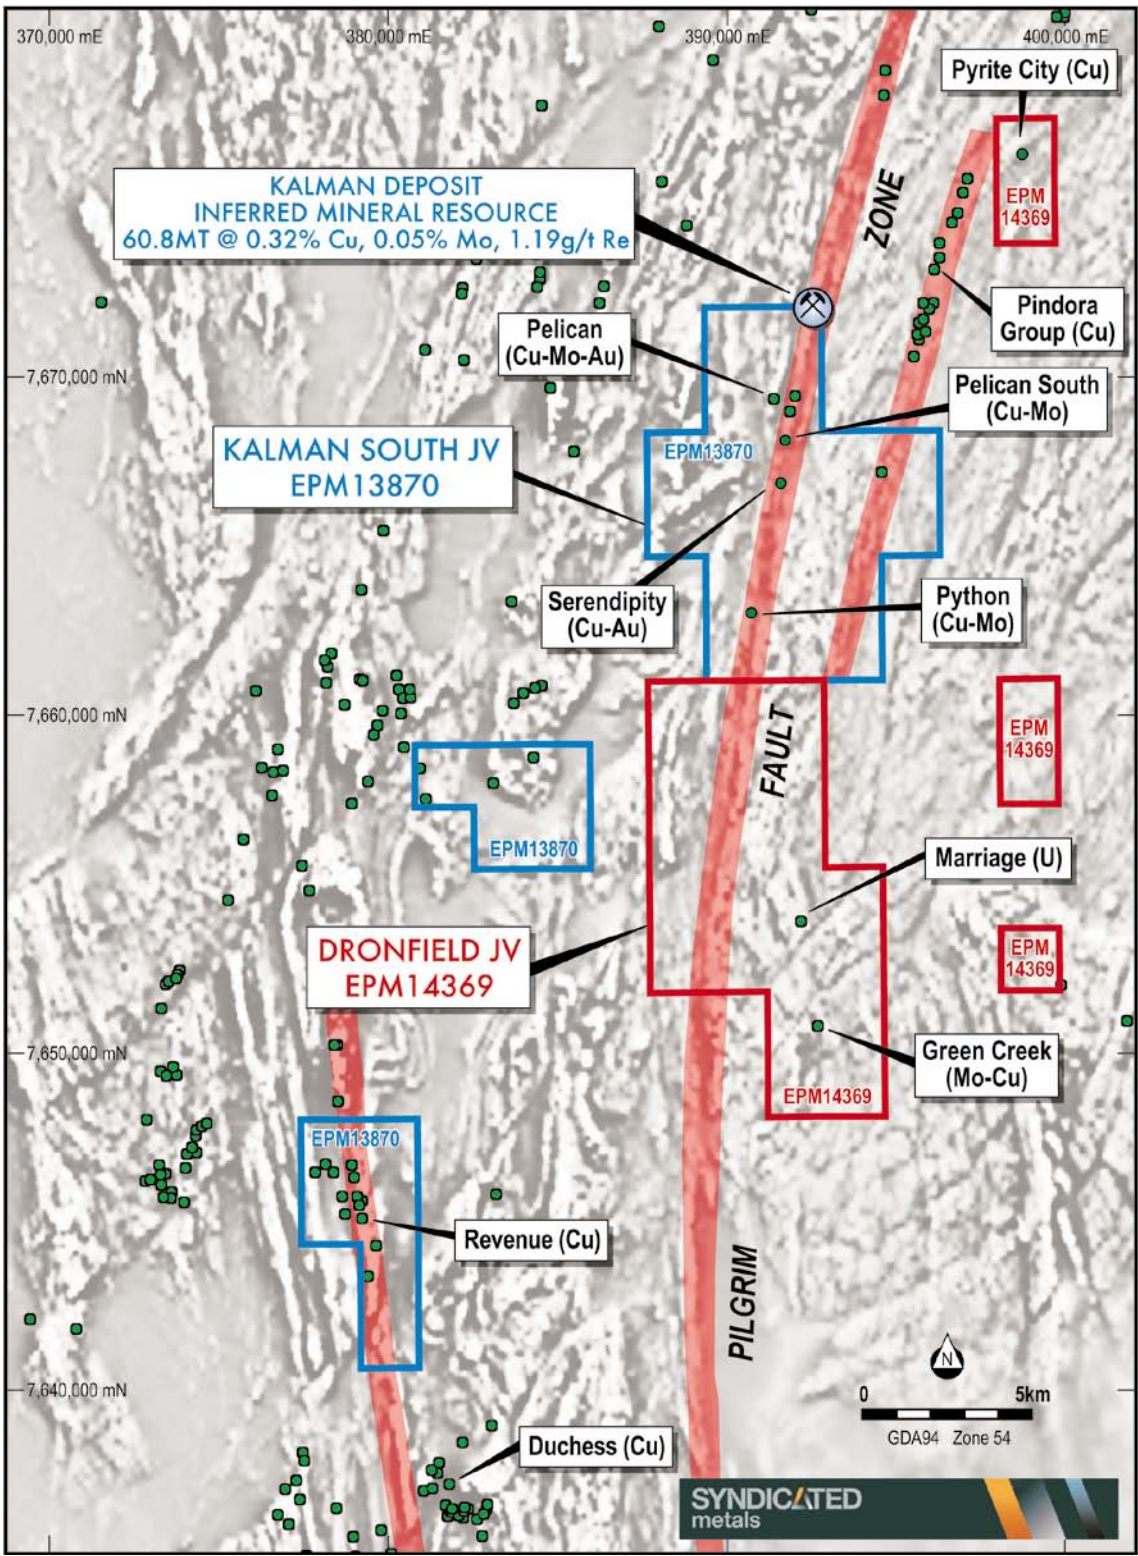 370,000 mE
380,000 mE
390,000 mE
400,000 mE
Pyrite City (Cu)
KALMAN DEPOSIT
INFERRED MINERAL RESOURCE
60.8MT @ 0.32% Cu, 0.05% Mo, 1.19g/t Re
ZONE
EPM
14369
Pindora
Group (Cu)
Pelican
(Cu-Mo-Au)
7,670,000 mN
Pelican South
(Cu-Mo)
KALMAN SOUTH JV
EPM13870
EPM13870
Serendipity
(Cu-Au)
Python
(Cu-Mo)
7,660,000 mN
FAULT
EPM
14369
EPM13870
Marriage (U)
DRONFIELD JV
EPM14369
EPM
14369
7,650,000 mN
Green Creek
(Mo-Cu)
EPM14369
EPM13870
Revenue (Cu)
PILGRIM
7,640,000 mN
N
0 5km
GDA94 Zone 54
Duchess (Cu)
SYNDICATED
metals